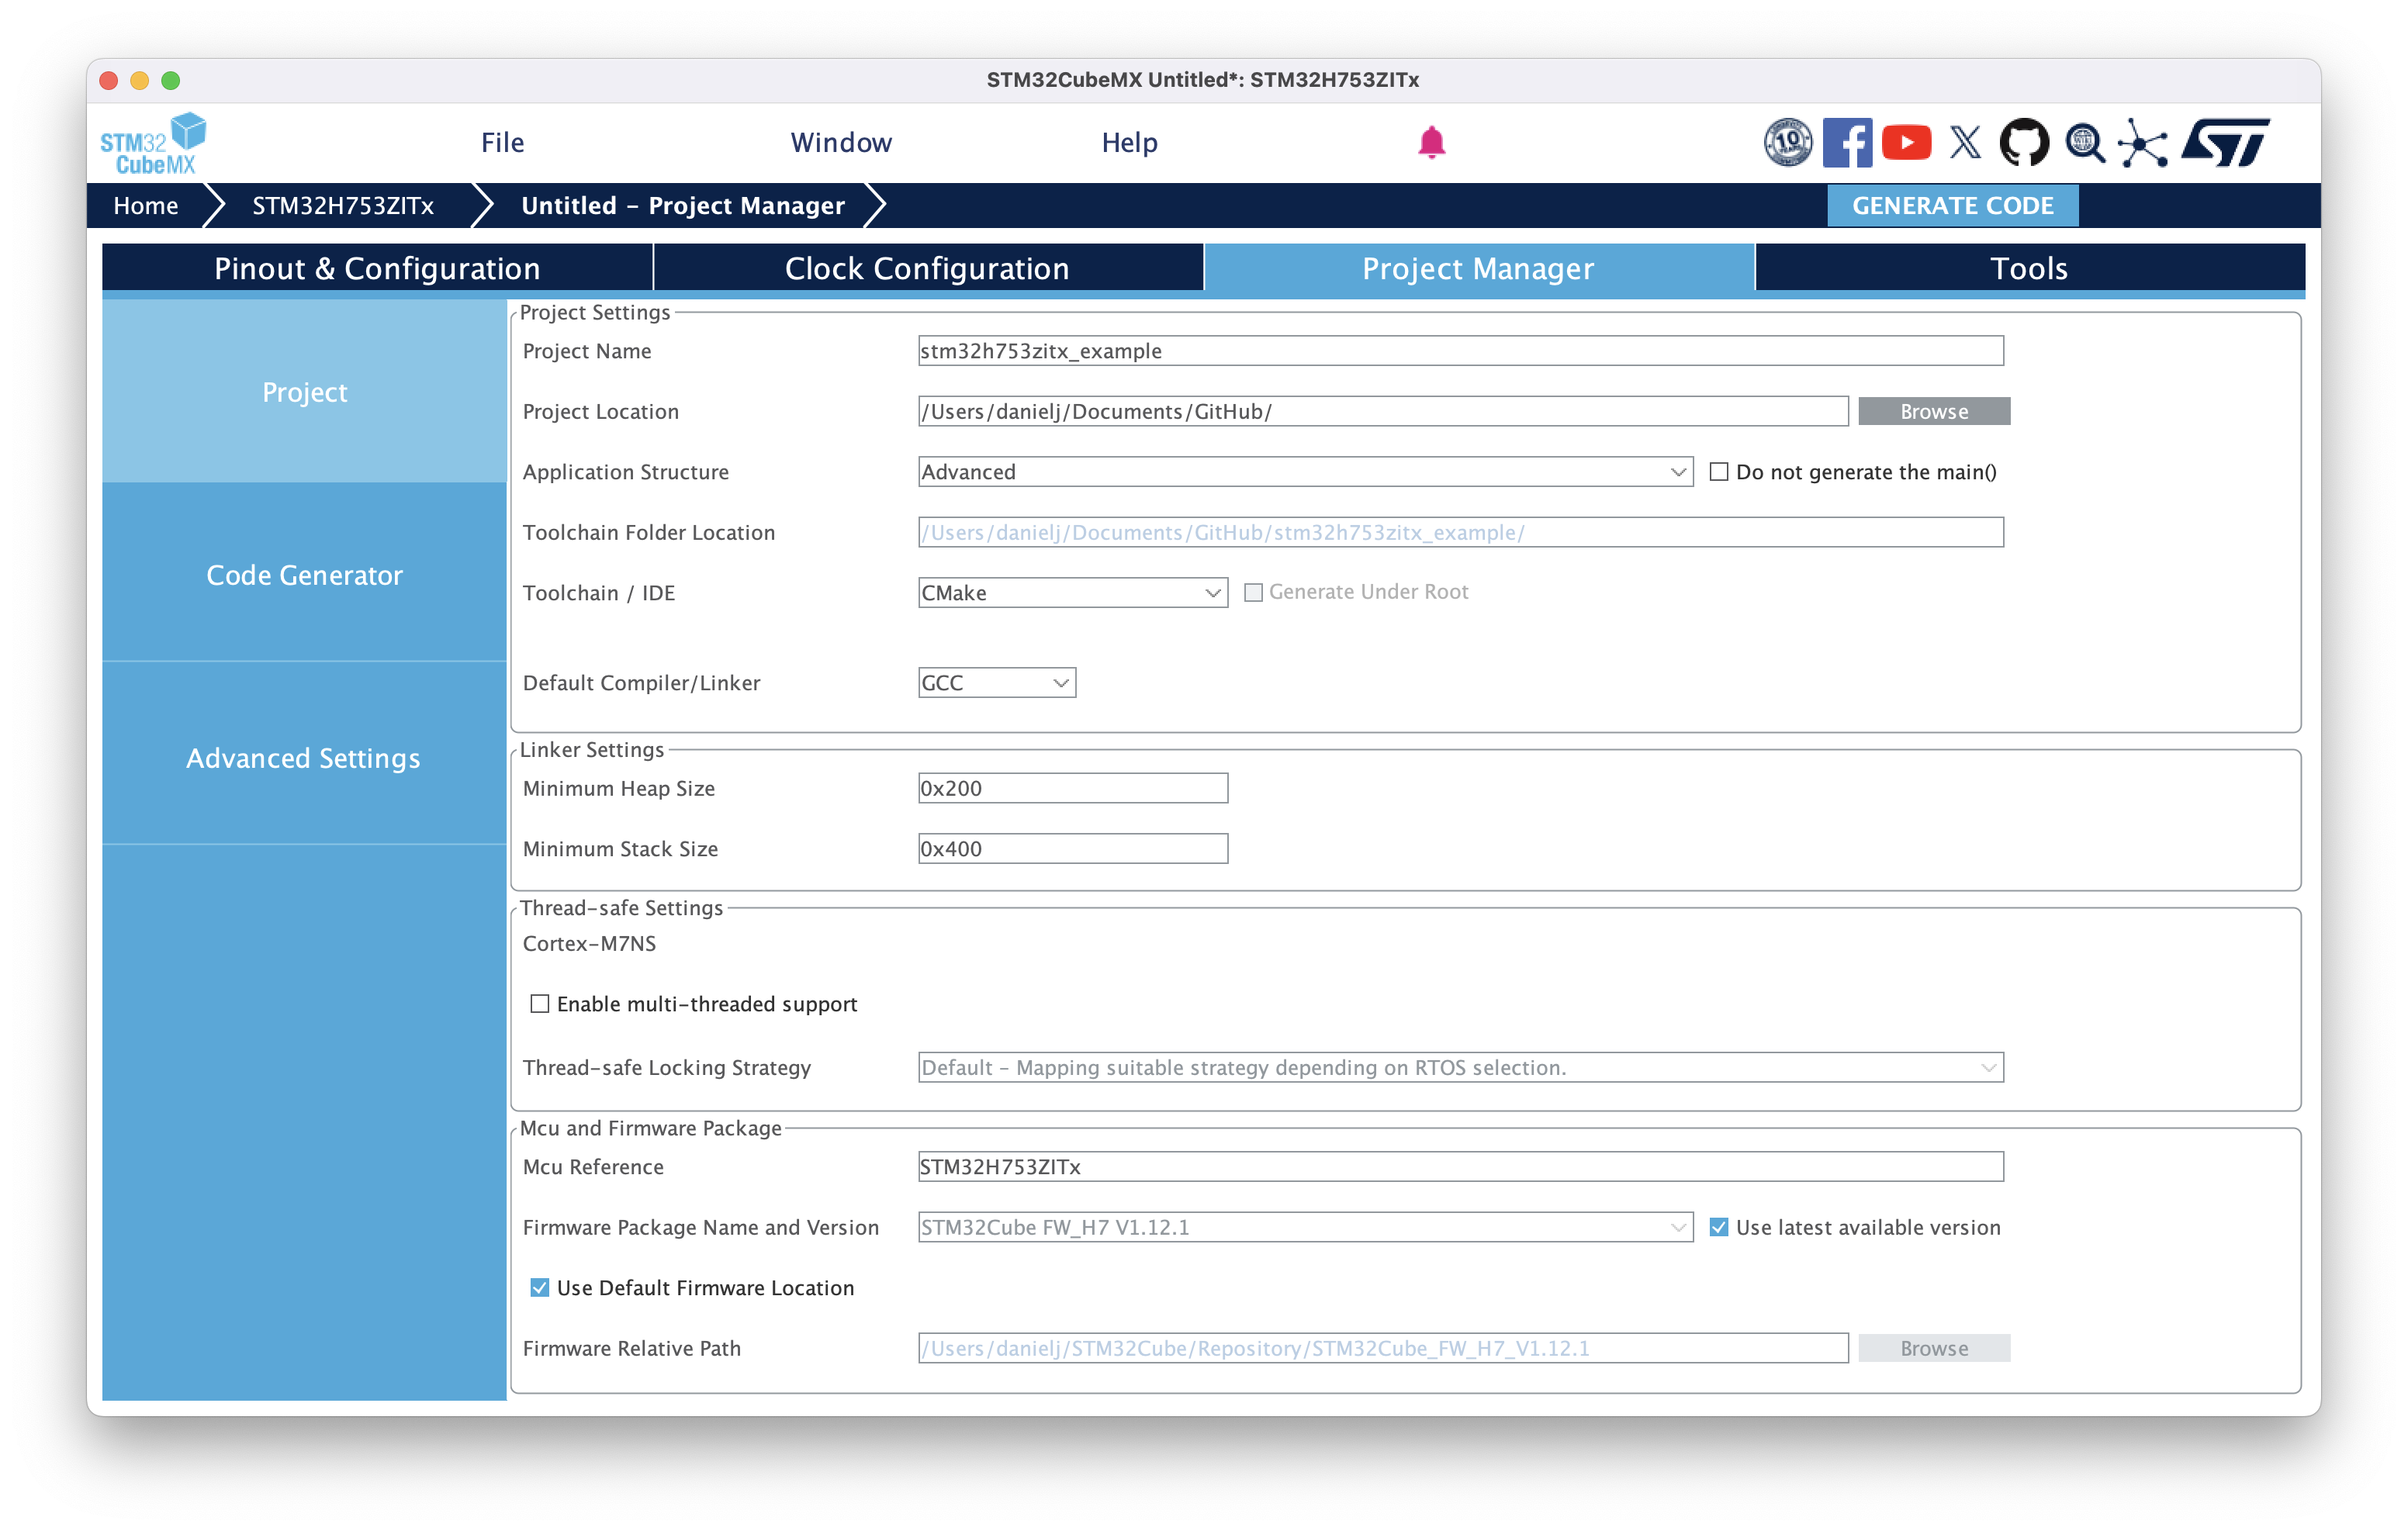 STM32CubeMX Untitled*: STM32H753ZITx
STM32
CubeMX
File Window Help
10
ST
Home STM32H753ZITx Untitled – Project Manager GENERATE CODE
Pinout & Configuration Clock Configuration Project Manager Tools
Project
Code Generator
Advanced Settings
Project Settings
Project Name stm32h753zitx_example
Project Location /Users/danielj/Documents/GitHub/ Browse
Application Structure Advanced Do not generate the main()
Toolchain Folder Location /Users/danielj/Documents/GitHub/stm32h753zitx_example/
Toolchain / IDE CMake Generate Under Root
Default Compiler/Linker GCC
Linker Settings
Minimum Heap Size 0x200
Minimum Stack Size 0x400
Thread-safe Settings
Cortex-M7NS
Enable multi-threaded support
Thread-safe Locking Strategy Default – Mapping suitable strategy depending on RTOS selection.
Mcu and Firmware Package
Mcu Reference STM32H753ZITx
Firmware Package Name and Version STM32Cube FW_H7 V1.12.1 Use latest available version
Use Default Firmware Location
Firmware Relative Path /Users/danielj/STM32Cube/Repository/STM32Cube_FW_H7_V1.12.1 Browse